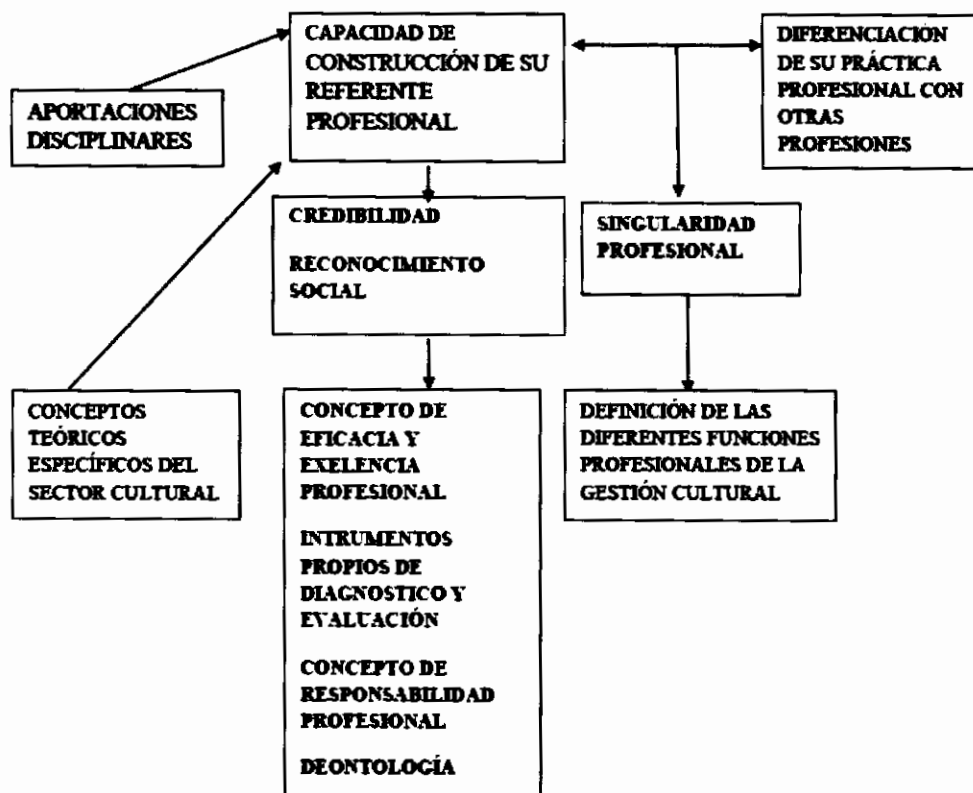 APORTACIONES
DISCIPLINARES
CAPACIDAD DE
CONSTRUCCIÓN DE SU
REFERENTE
PROFESIONAL
DIFERENCIACIÓN
DE SU PRÁCTICA
PROFESIONAL CON
OTRAS
PROFESIONES
CREDIBILIDAD
RECONOCIMIENTO
SOCIAL
SINGULARIDAD
PROFESIONAL
CONCEPTOS
TEÓRICOS
ESPECÍFICOS DEL
SECTOR CULTURAL
CONCEPTO DE
EFICACIA Y
EXELENCIA
PROFESIONAL
INTRUMENTOS
PROPIOS DE
DIAGNOSTICO Y
EVALUACIÓN
CONCEPTO DE
RESPONSABILIDAD
PROFESIONAL
DEONTOLOGÍA
DEFINICIÓN DE LAS
DIFERENTES FUNCIONES
PROFESIONALES DE LA
GESTIÓN CULTURAL